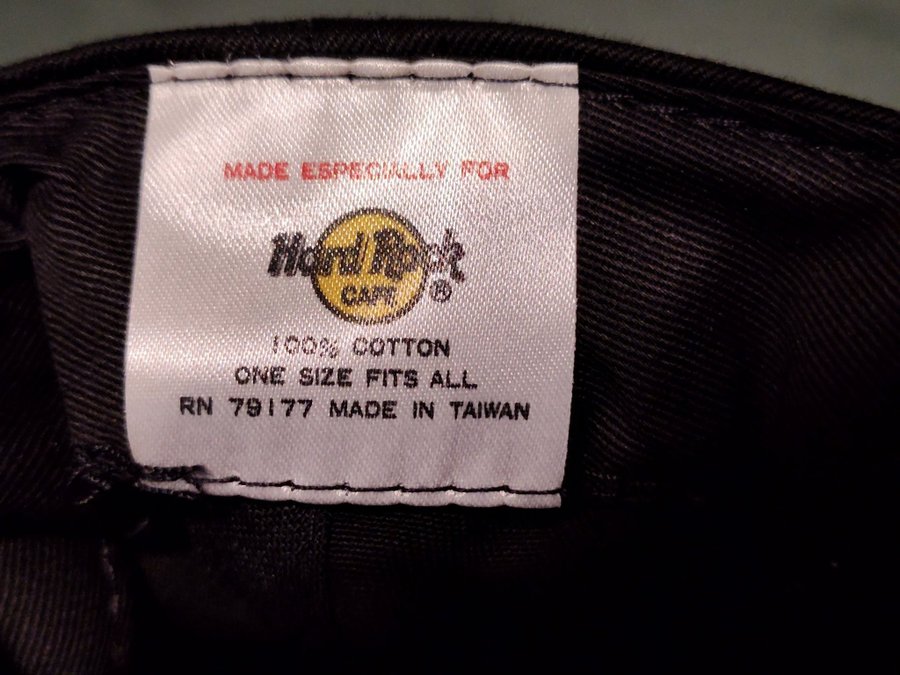 MADE ESPECIALLY FOR
Hard Rock
CAFE ®
100% COTTON
ONE SIZE FITS ALL
RN 79177 MADE IN TAIWAN